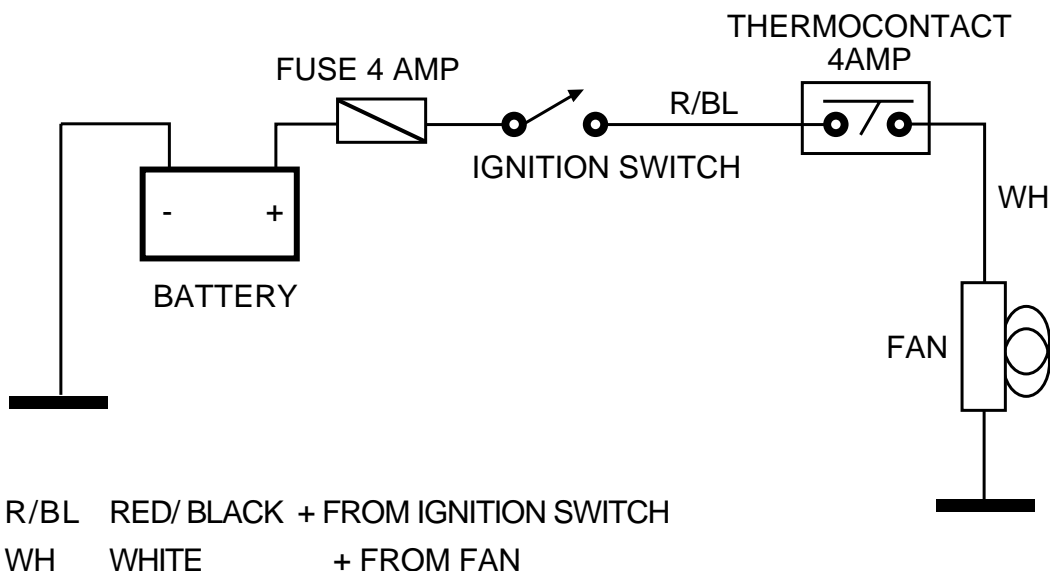 THERMOCONTACT
4AMP
FUSE 4 AMP
R/BL
IGNITION SWITCH
WH
- +
BATTERY
FAN
R/BL RED/ BLACK + FROM IGNITION SWITCH
WH WHITE + FROM FAN